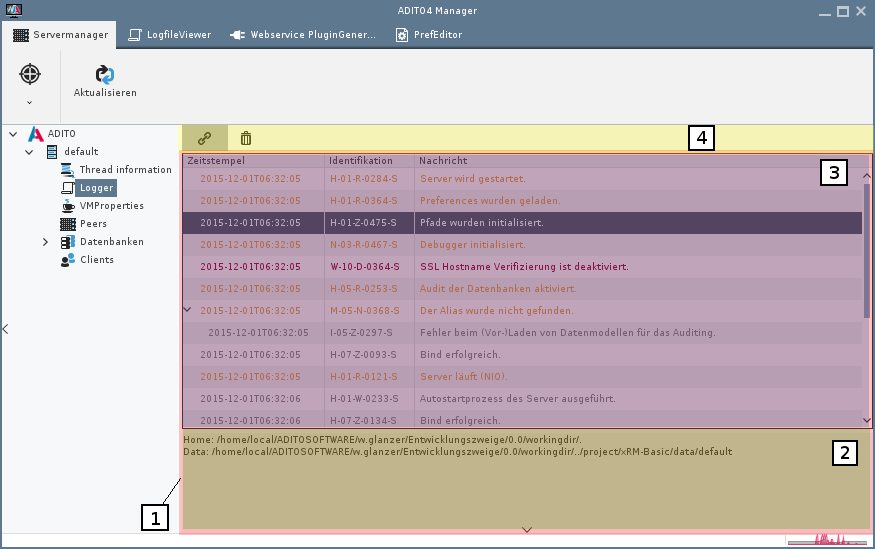 ADITO4 Manager
Servermanager LogfileViewer Webservice PluginGener... PrefEditor
Aktualisieren
ADITO
default
Thread information
Logger
VMProperties
Peers
Datenbanken
Clients
4
Zeitstempel Identifikation Nachricht
3
2015-12-01T06:32:05 H-01-R-0284-S Server wird gestartet.
2015-12-01T06:32:05 H-01-R-0364-S Preferences wurden geladen.
2015-12-01T06:32:05 H-01-Z-0475-S Pfade wurden initialisiert.
2015-12-01T06:32:05 N-03-R-0467-S Debugger initialisiert.
2015-12-01T06:32:05 W-10-D-0364-S SSL Hostname Verifizierung ist deaktiviert.
2015-12-01T06:32:05 H-05-R-0253-S Audit der Datenbanken aktiviert.
2015-12-01T06:32:05 M-05-N-0368-S Der Alias wurde nicht gefunden.
2015-12-01T06:32:05 I-05-Z-0297-S Fehler beim (Vor-)Laden von Datenmodellen für das Auditing.
2015-12-01T06:32:05 H-07-Z-0093-S Bind erfolgreich.
2015-12-01T06:32:05 H-01-R-0121-S Server läuft (NIO).
2015-12-01T06:32:06 H-01-W-0233-S Autostartprozess des Server ausgeführt.
2015-12-01T06:32:06 H-07-Z-0134-S Bind erfolgreich.
Home: /home/local/ADITOSOFTWARE/w.glanzer/Entwicklungszweige/0.0/workingdir/.
Data: /home/local/ADITOSOFTWARE/w.glanzer/Entwicklungszweige/0.0/workingdir/../project/xRM-Basic/data/default
2
1